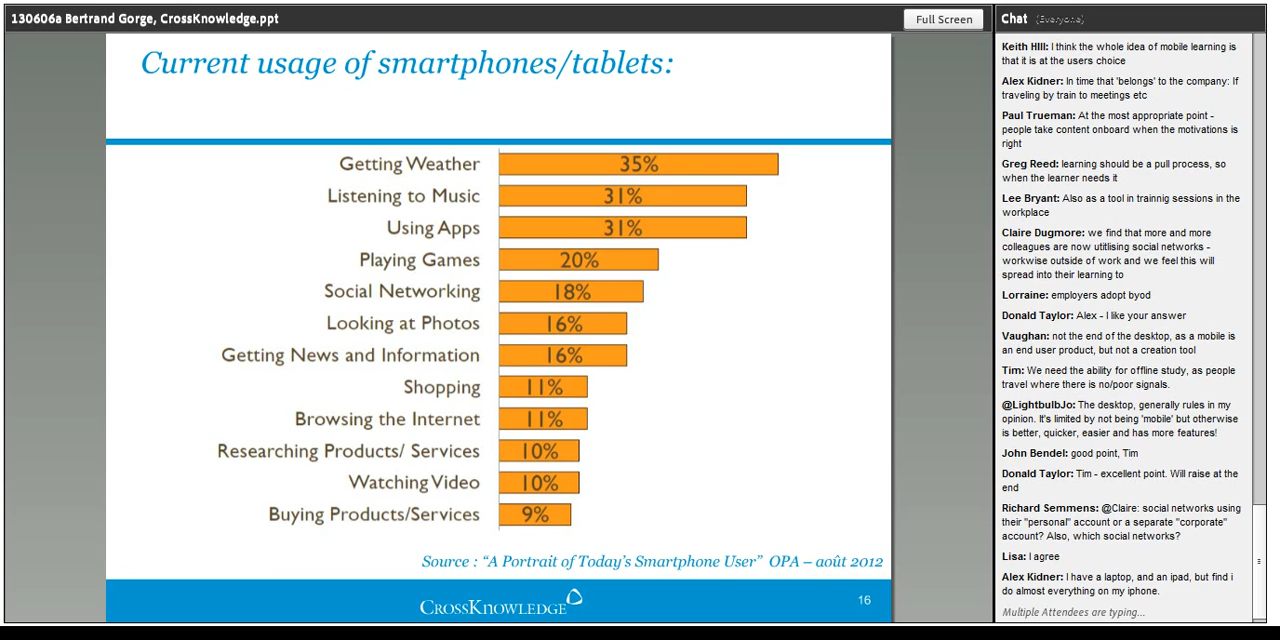 130606a Bertrand Gorge, CrossKnowledge.ppt
Full Screen
Current usage of smartphones/tablets:
Getting Weather 35%
Listening to Music 31%
Using Apps 31%
Playing Games 20%
Social Networking 18%
Looking at Photos 16%
Getting News and Information 16%
Shopping 11%
Browsing the Internet 11%
Researching Products/ Services 10%
Watching Video 10%
Buying Products/Services 9%
Source : “A Portrait of Today’s Smartphone User” OPA – août 2012
CROSSKNOWLEDGE
16
Chat (Everyone)
Keith HIll: I think the whole idea of mobile learning is
that it is at the users choice
Alex Kidner: In time that 'belongs' to the company: If
traveling by train to meetings etc
Paul Trueman: At the most appropriate point -
people take content onboard when the motivations is
right
Greg Reed: learning should be a pull process, so
when the learner needs it
Lee Bryant: Also as a tool in trainnig sessions in the
workplace
Claire Dugmore: we find that more and more
colleagues are now utitlising social networks -
workwise outside of work and we feel this will
spread into their learning to
Lorraine: employers adopt byod
Donald Taylor: Alex - I like your answer
Vaughan: not the end of the desktop, as a mobile is
an end user product, but not a creation tool
Tim: We need the ability for offline study, as people
travel where there is no/poor signals.
@LightbulbJo: The desktop, generally rules in my
opinion. It's limited by not being 'mobile' but otherwise
is better, quicker, easier and has more features!
John Bendel: good point, Tim
Donald Taylor: Tim - excellent point. Will raise at the
end
Richard Semmens: @Claire: social networks using
their "personal" account or a separate "corporate"
account? Also, which social networks?
Lisa: I agree
Alex Kidner: I have a laptop, and an ipad, but find i
do almost everything on my iphone.
Multiple Attendees are typing...